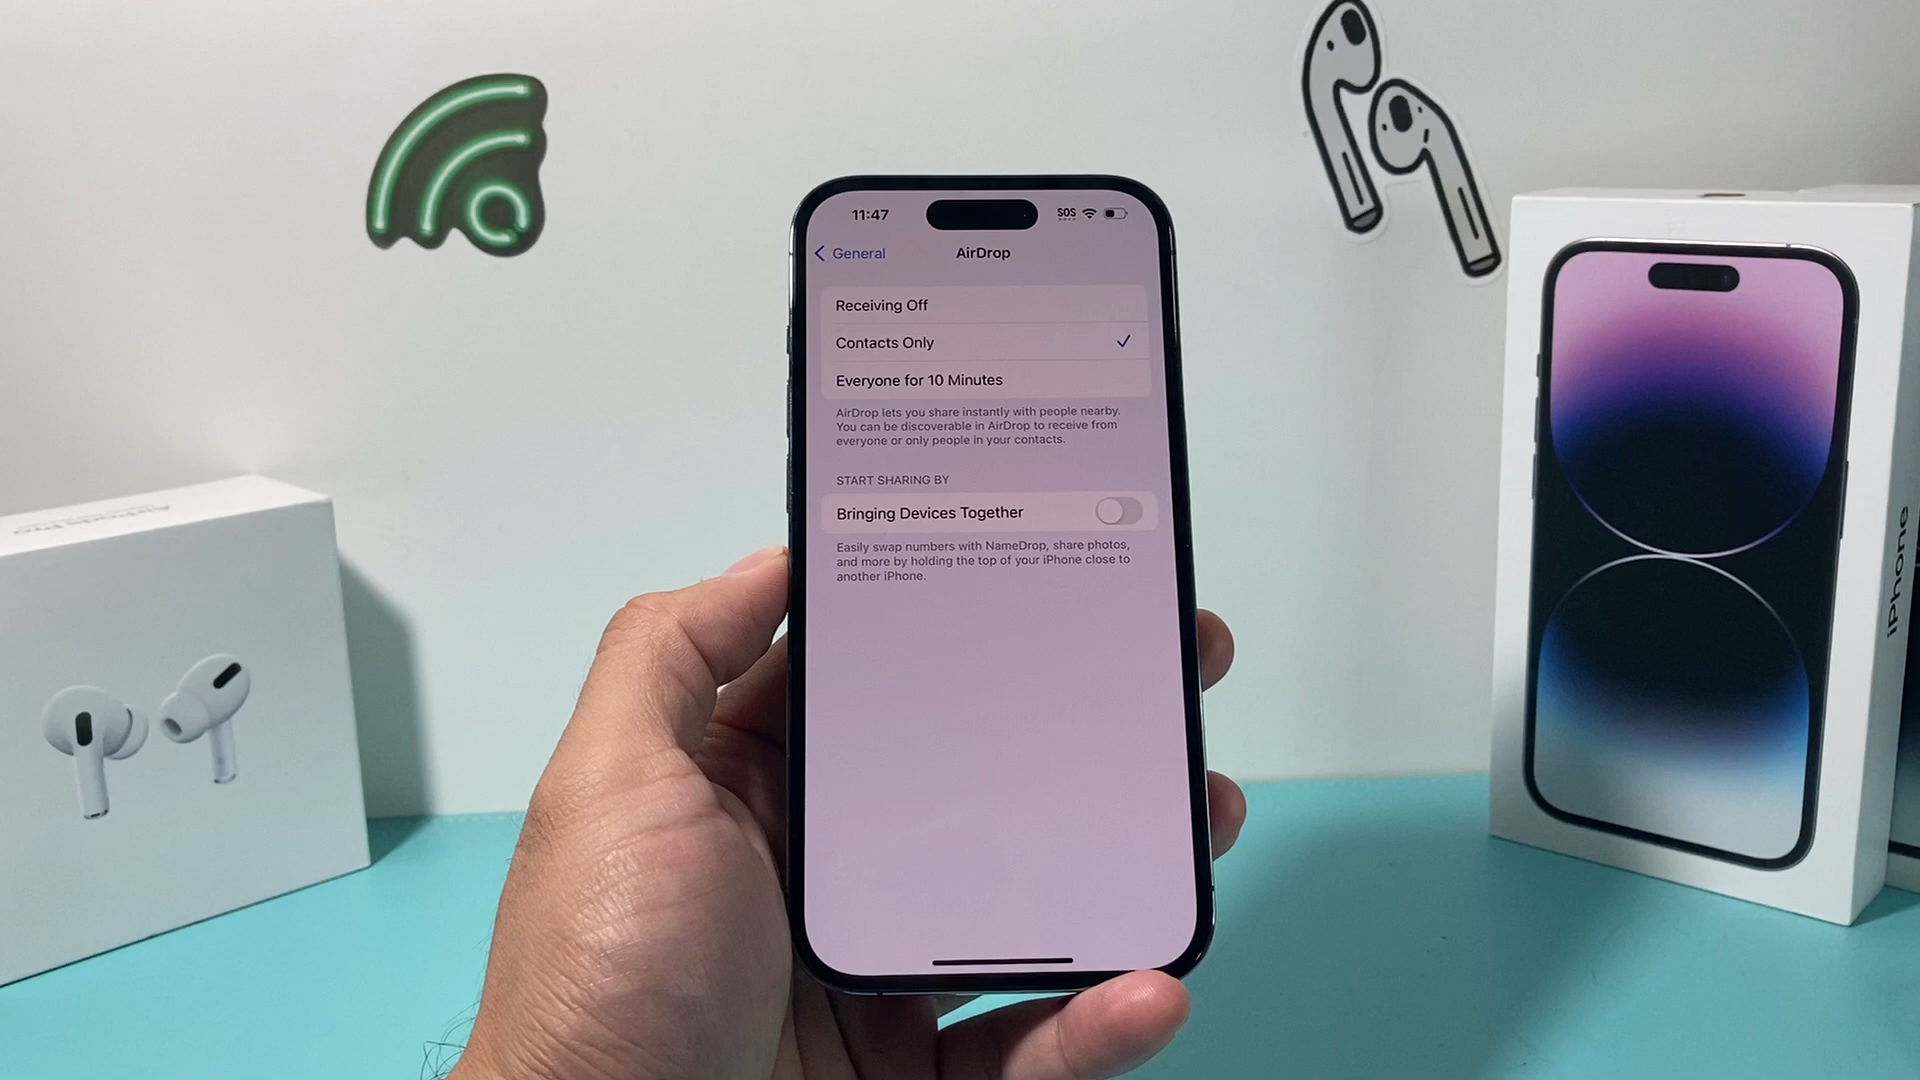 11:47
SOS
General
AirDrop
Receiving Off
Contacts Only
Everyone for 10 Minutes
AirDrop lets you share instantly with people nearby.
You can be discoverable in AirDrop to receive from
everyone or only people in your contacts.
START SHARING BY
Bringing Devices Together
Easily swap numbers with NameDrop, share photos,
and more by holding the top of your iPhone close to
another iPhone.
AirPods Pro
iPhone